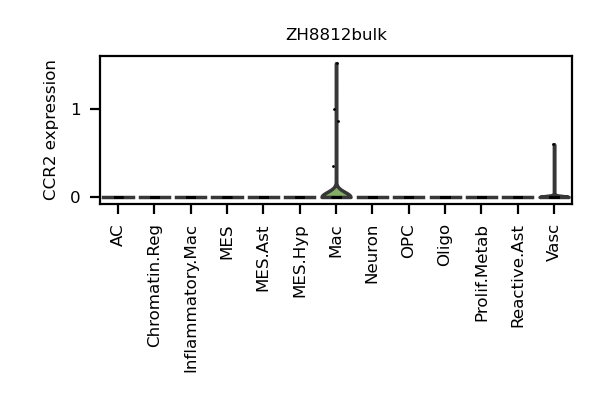 ZH8812bulk
CCR2 expression
1
0
AC
Chromatin.Reg
Inflammatory.Mac
MES
MES.Ast
MES.Hyp
Mac
Neuron
OPC
Oligo
Prolif.Metab
Reactive.Ast
Vasc